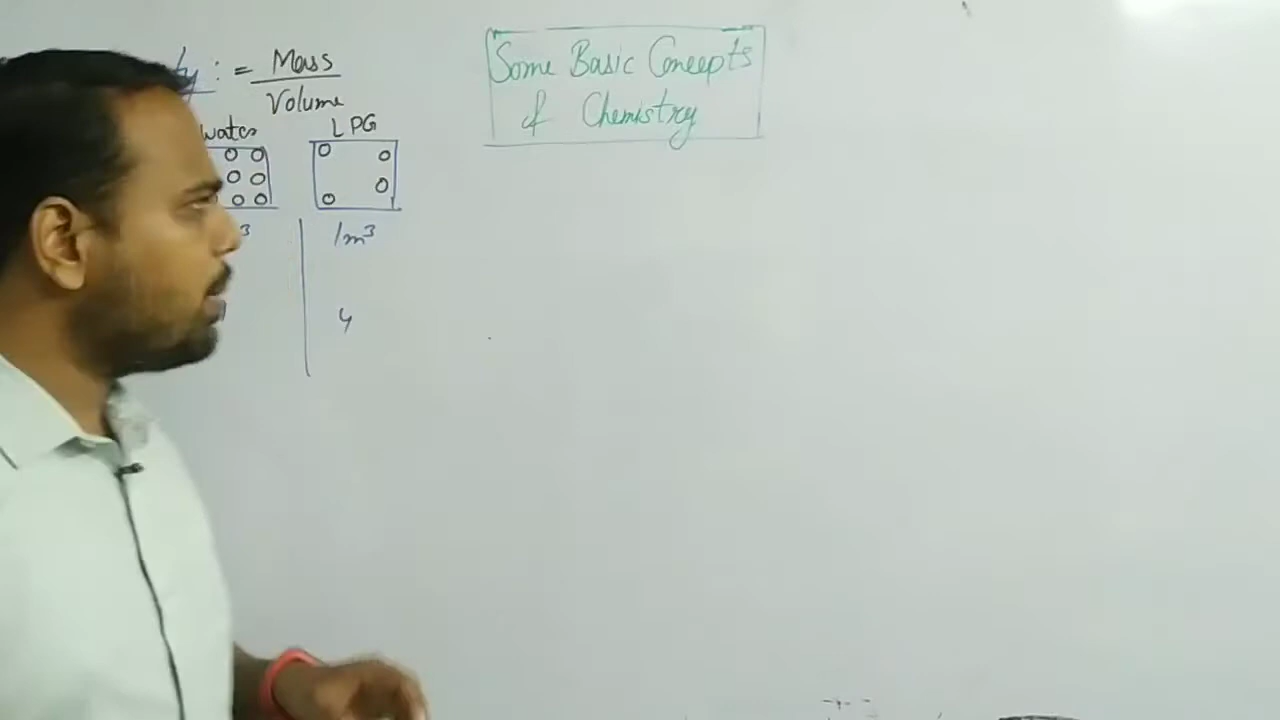 : = Mass
Volume
Some Basic Concepts
of Chemistry
water
LPG
3
1m³
4